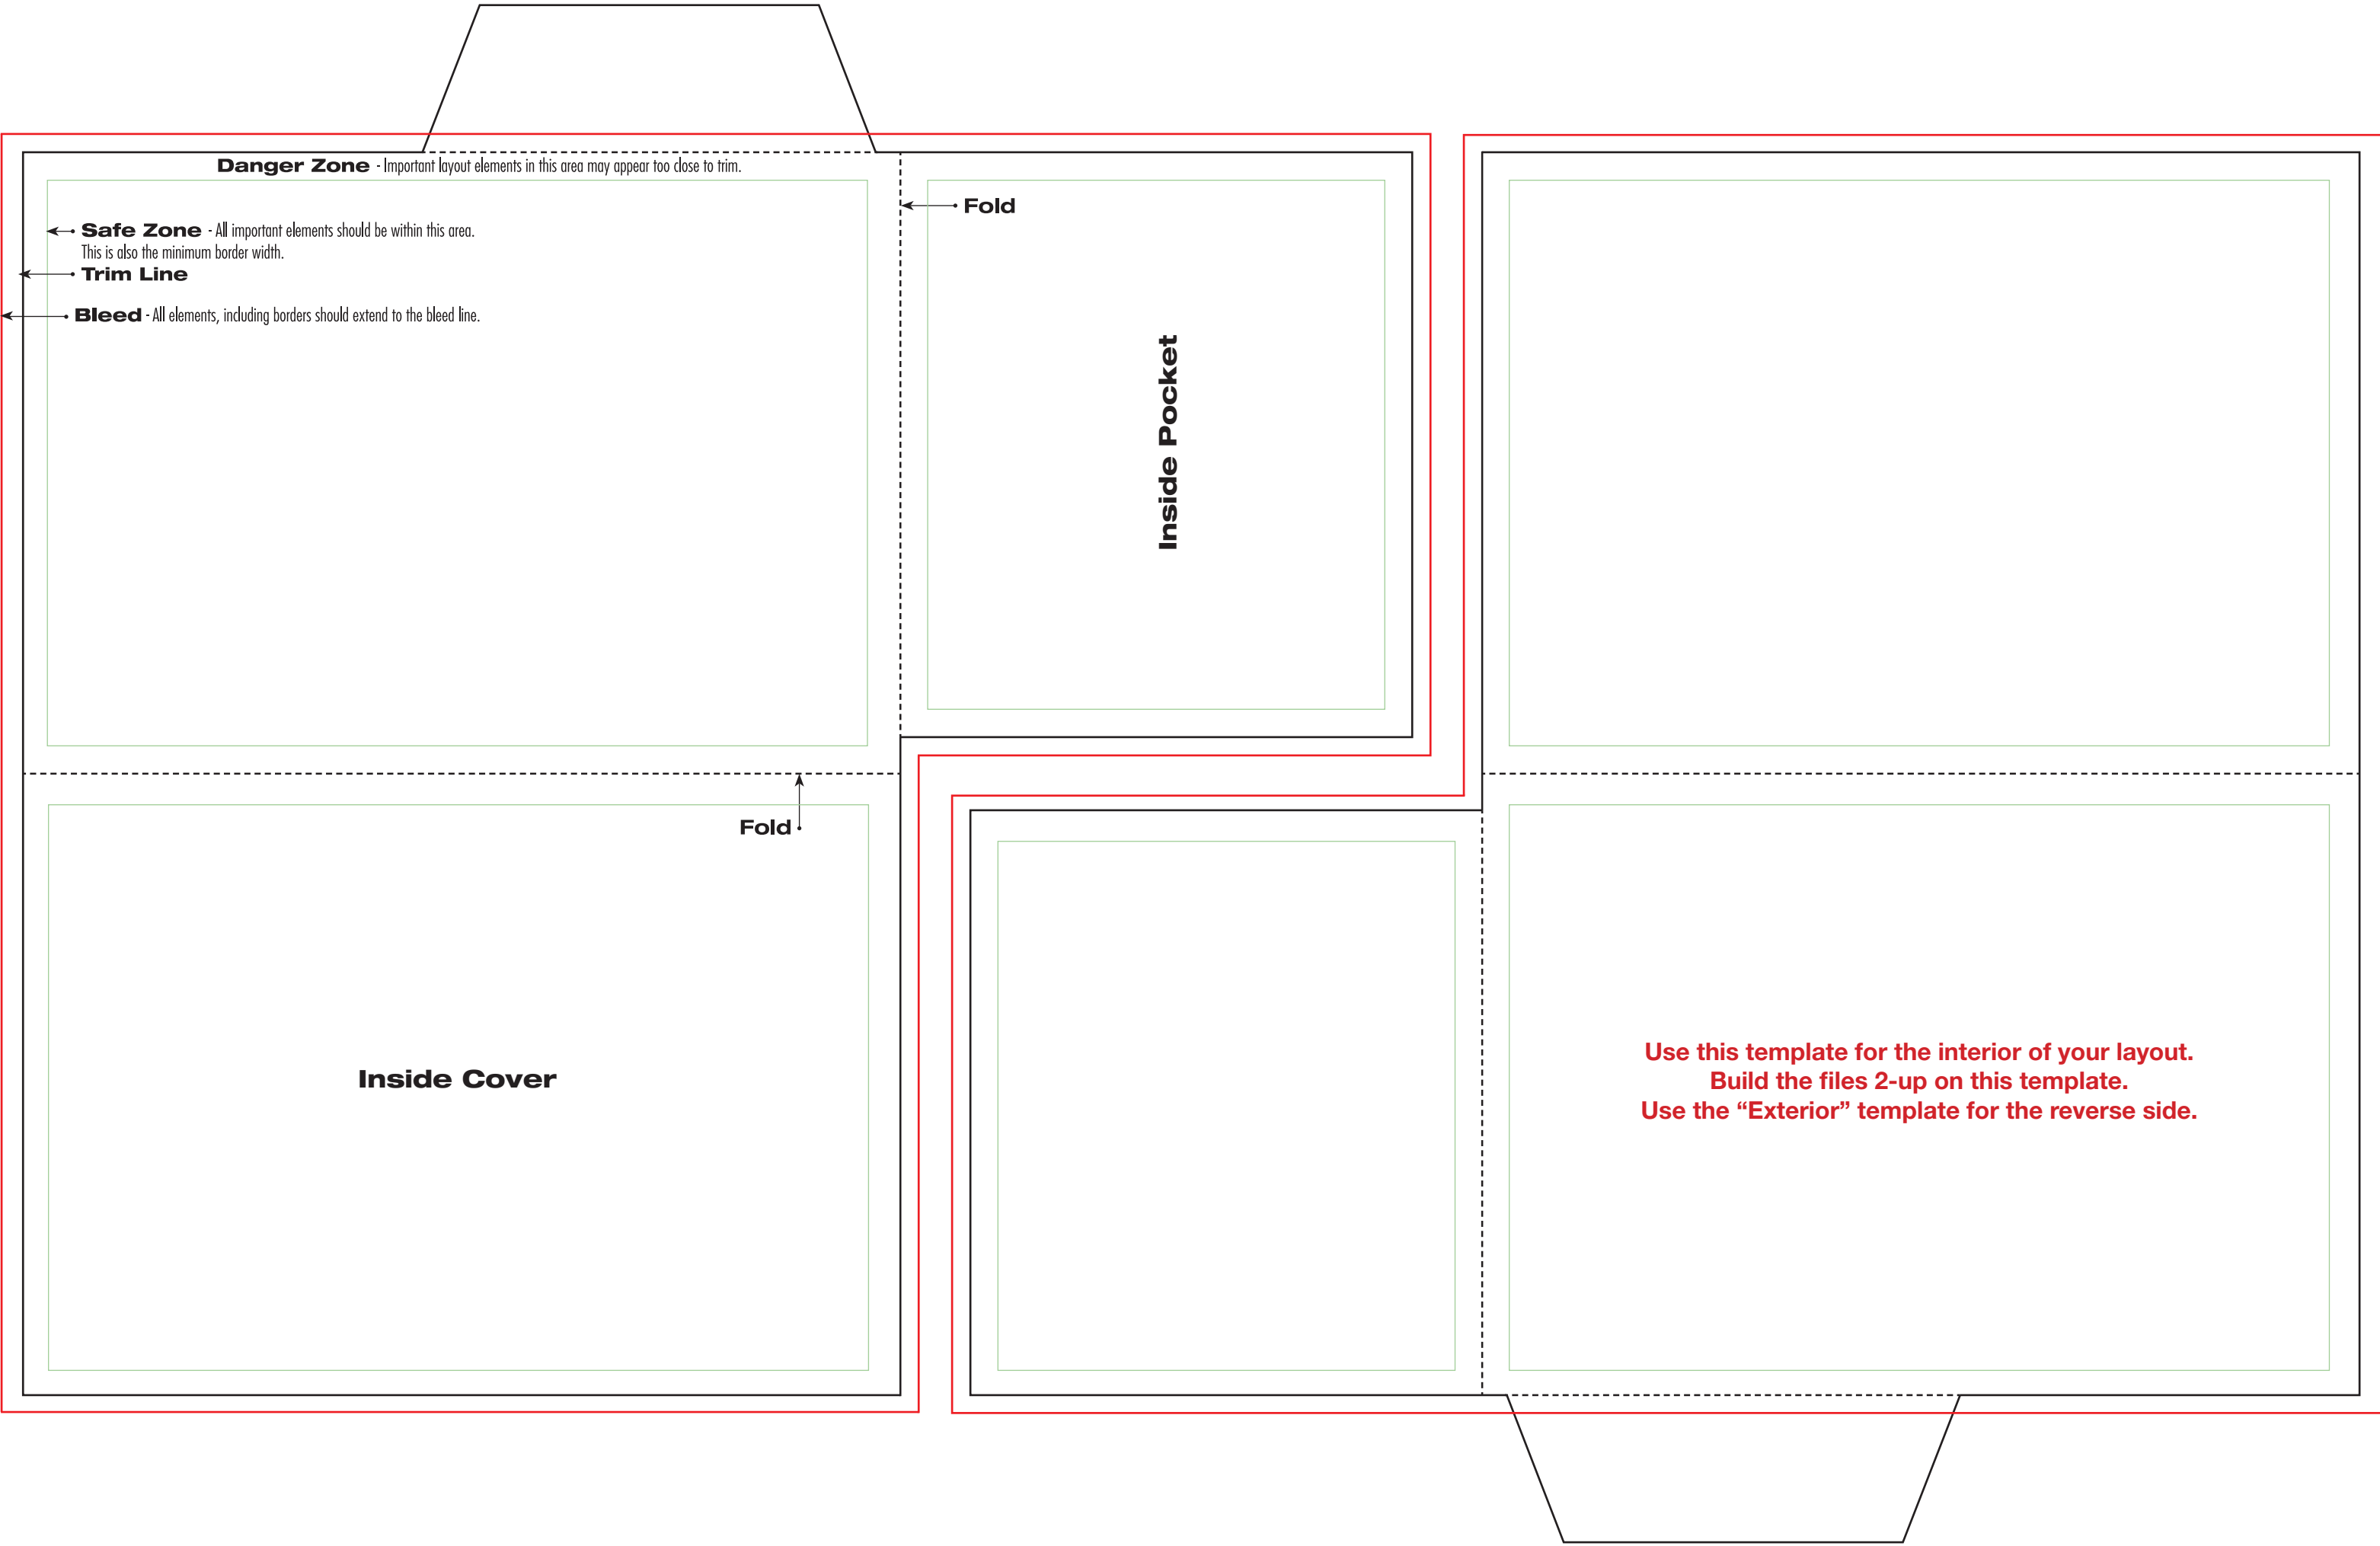 Danger Zone - Important layout elements in this area may appear too close to trim.
Safe Zone - All important elements should be within this area.
This is also the minimum border width.
Trim Line
Bleed - All elements, including borders should extend to the bleed line.
Fold
Inside Pocket
Fold
Inside Cover
Use this template for the interior of your layout.
Build the files 2-up on this template.
Use the “Exterior” template for the reverse side.